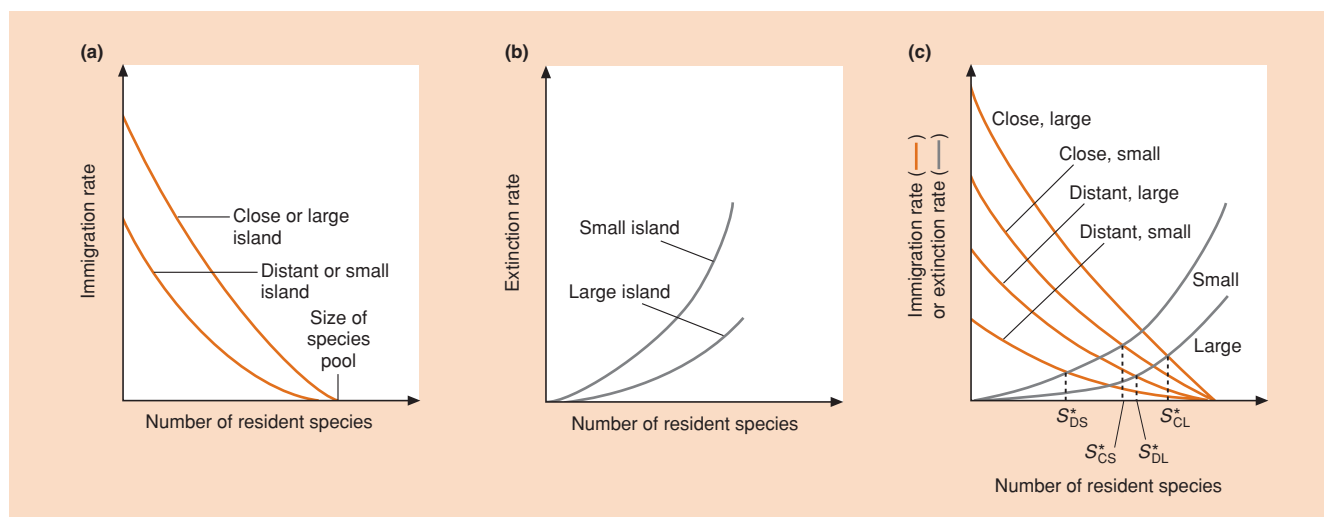 (a)
Immigration rate
Close or large
island
Distant or small
island
Size of
species
pool
Number of resident species
(b)
Extinction rate
Small island
Large island
Number of resident species
(c)
Immigration rate (—)
or extinction rate (—)
Close, large
Close, small
Distant, large
Distant, small
Small
Large
S*DS
S*CL
S*CS
S*DL
Number of resident species